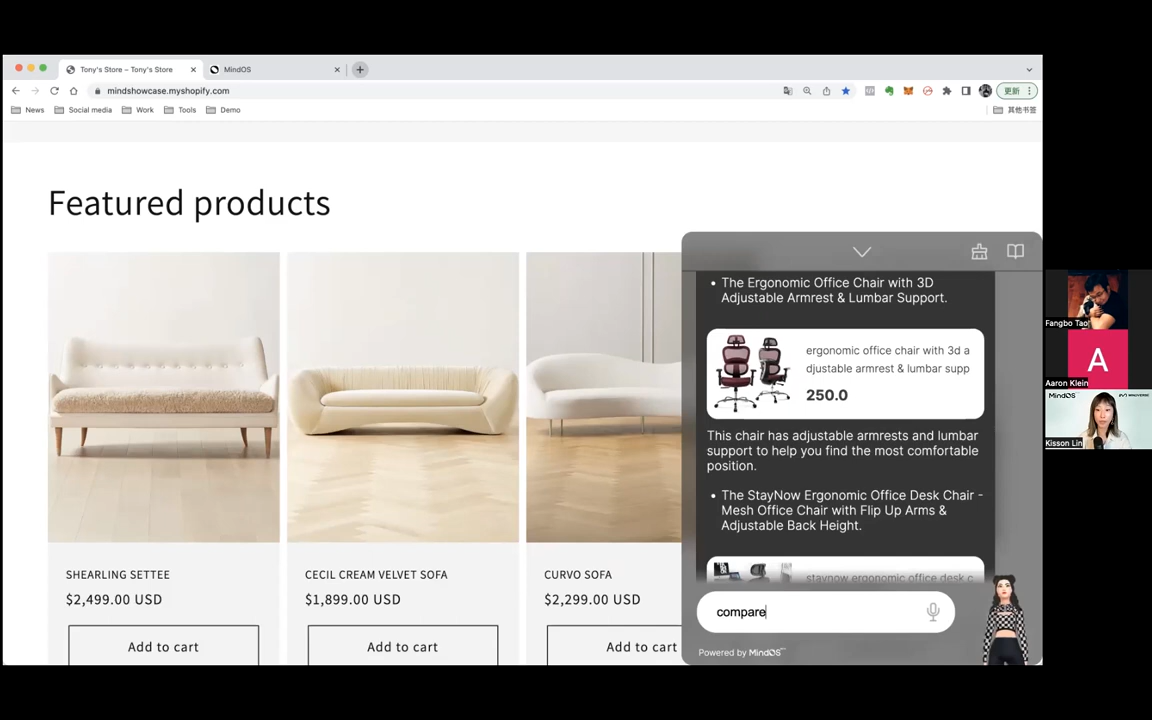 Tony's Store – Tony's Store
MindOS
mindshowcase.myshopify.com
更新
News
Social media
Work
Tools
Demo
其他书签
Featured products
SHEARLING SETTEE
$2,499.00 USD
Add to cart
CECIL CREAM VELVET SOFA
$1,899.00 USD
Add to cart
CURVO SOFA
$2,299.00 USD
Add to cart
• The Ergonomic Office Chair with 3D
Adjustable Armrest & Lumbar Support.
ergonomic office chair with 3d a
djustable armrest & lumbar supp
250.0
This chair has adjustable armrests and lumbar
support to help you find the most comfortable
position.
• The StayNow Ergonomic Office Desk Chair -
Mesh Office Chair with Flip Up Arms &
Adjustable Back Height.
staynow ergonomic office desk c
compare
Powered by MindOS
Fangbo Tao
A
Aaron Klein
MindOS
MINDVERSE
Kisson Lin